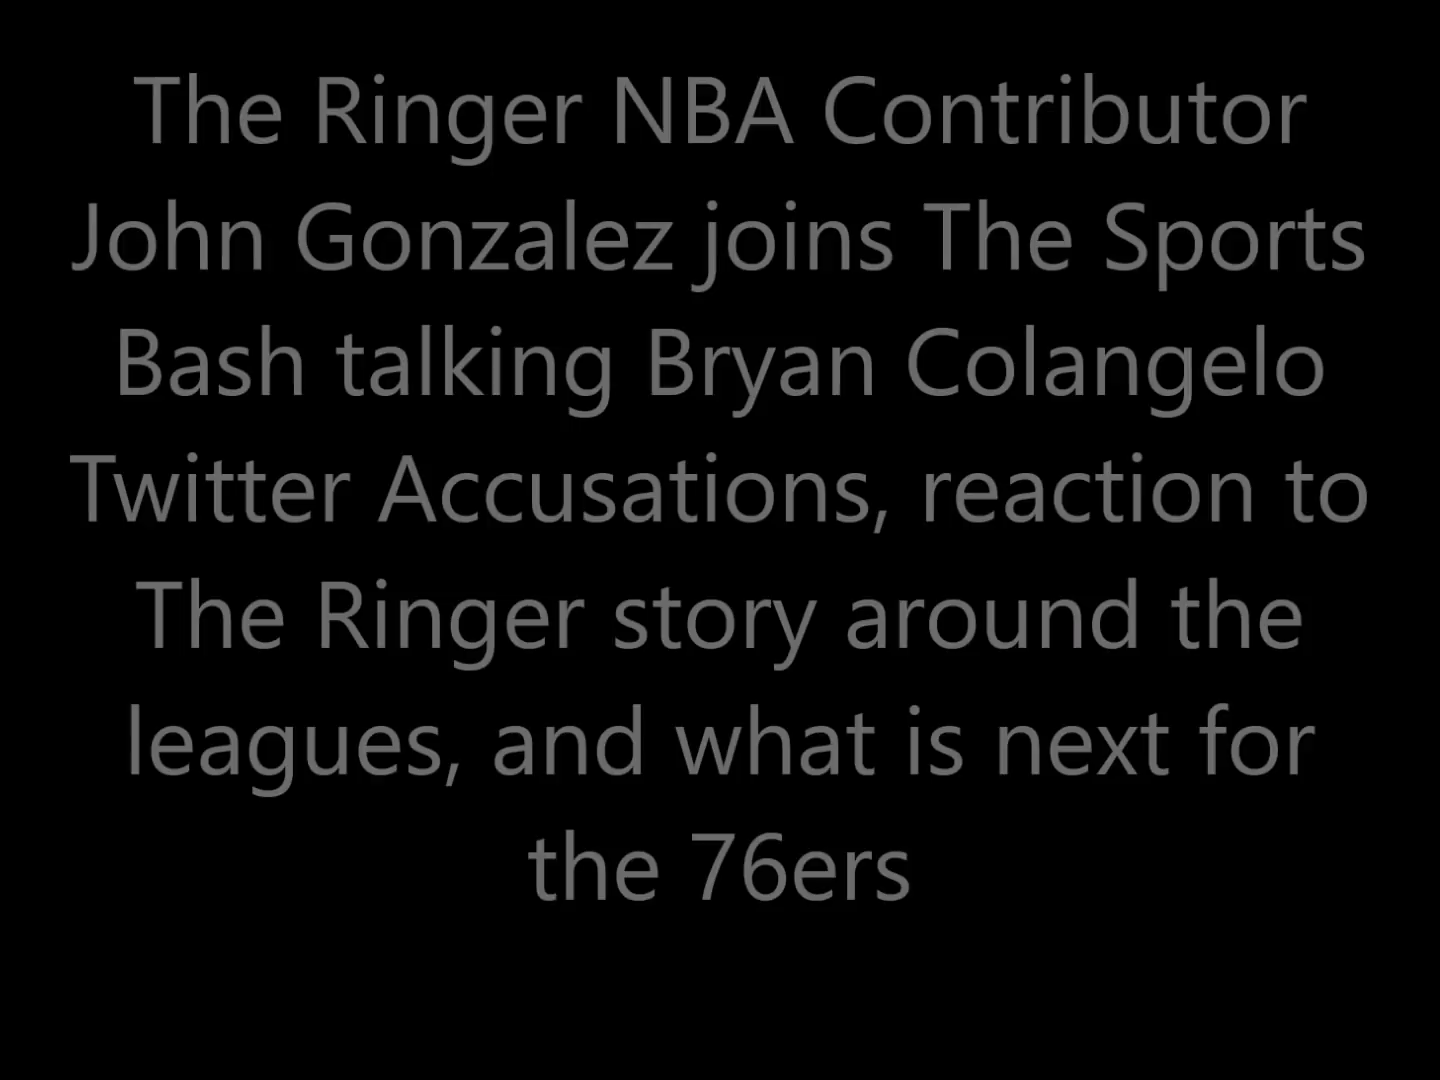 The Ringer NBA Contributor
John Gonzalez joins The Sports
Bash talking Bryan Colangelo
Twitter Accusations, reaction to
The Ringer story around the
leagues, and what is next for
the 76ers